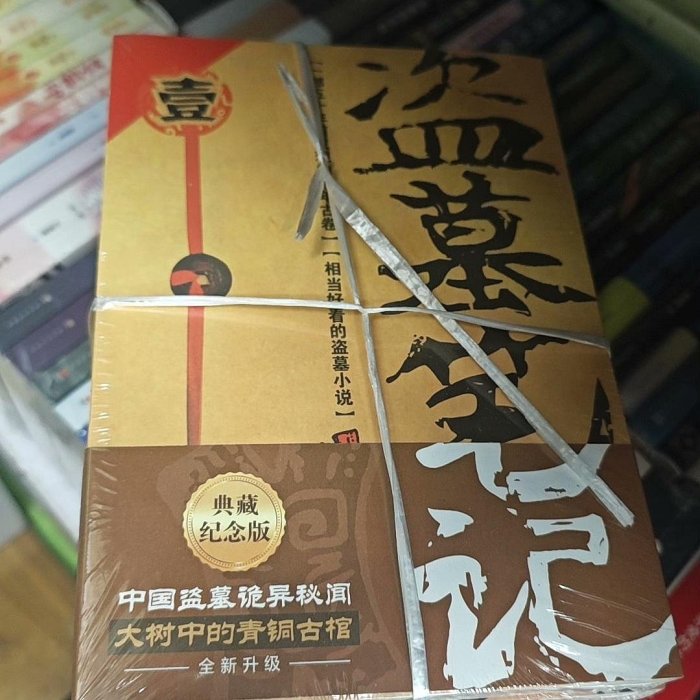 壹
盗墓笔记
古卷】【相当好看的盗墓小说】
典藏
纪念版
中国盗墓诡异秘闻
大树中的青铜古棺
全新升级